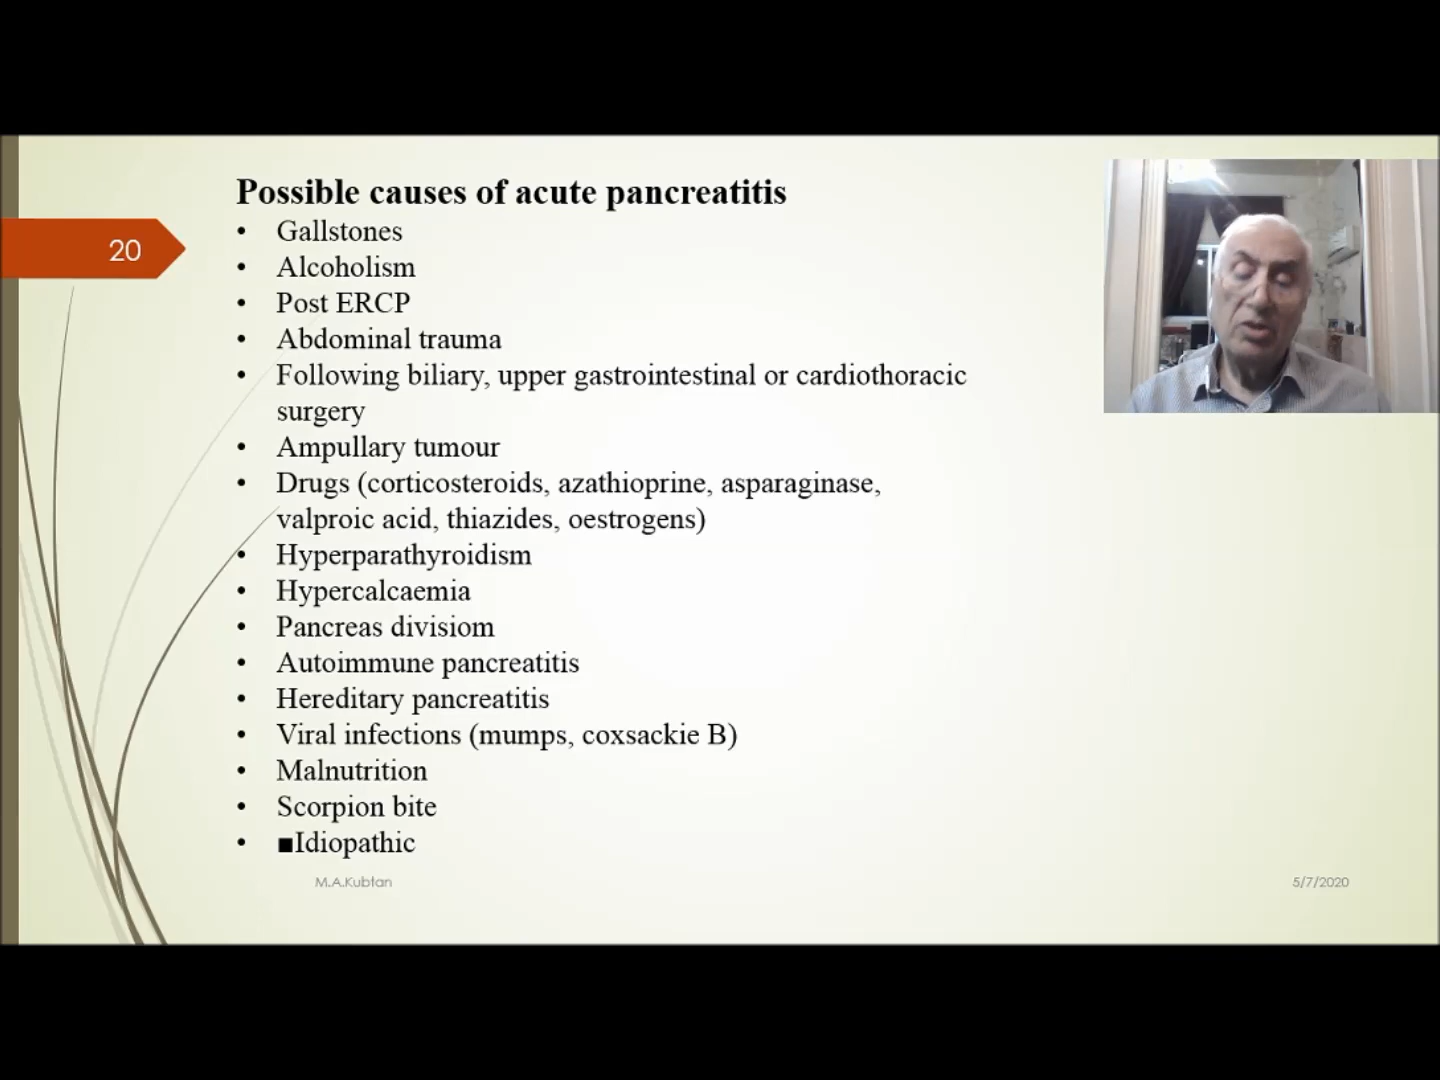 Possible causes of acute pancreatitis
20
• Gallstones
• Alcoholism
• Post ERCP
• Abdominal trauma
• Following biliary, upper gastrointestinal or cardiothoracic
surgery
• Ampullary tumour
• Drugs (corticosteroids, azathioprine, asparaginase,
valproic acid, thiazides, oestrogens)
• Hyperparathyroidism
• Hypercalcaemia
• Pancreas divisiom
• Autoimmune pancreatitis
• Hereditary pancreatitis
• Viral infections (mumps, coxsackie B)
• Malnutrition
• Scorpion bite
• ■Idiopathic
M.A.Kubtan
5/7/2020